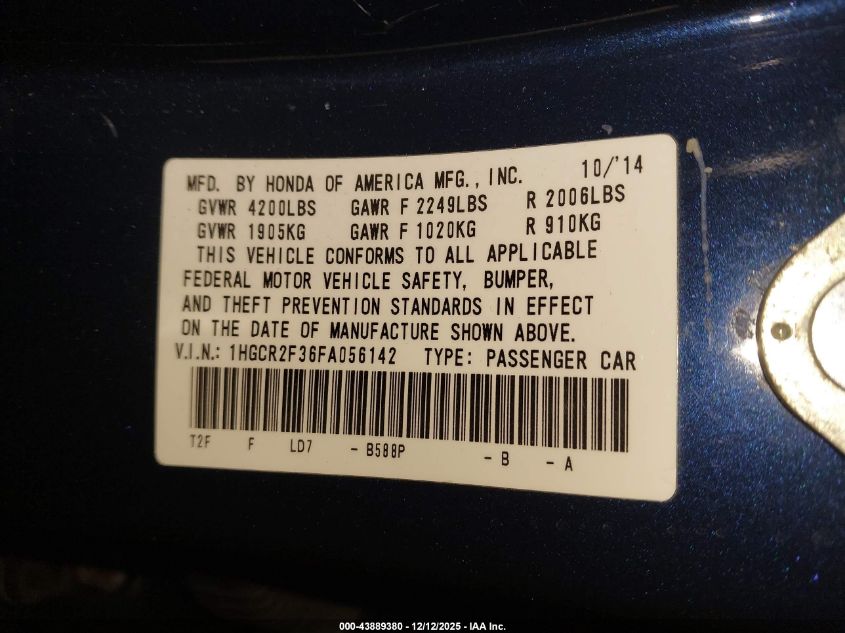 MFD. BY HONDA OF AMERICA MFG., INC. 10/'14
GVWR 4200LBS GAWR F 2249LBS R 2006LBS
GVWR 1905KG GAWR F 1020KG R 910KG
THIS VEHICLE CONFORMS TO ALL APPLICABLE
FEDERAL MOTOR VEHICLE SAFETY, BUMPER,
AND THEFT PREVENTION STANDARDS IN EFFECT
ON THE DATE OF MANUFACTURE SHOWN ABOVE.
V.I.N.: 1HGCR2F36FA056142 TYPE: PASSENGER CAR
T2F F LD7 - B588P - B - A
000-43889380 - 12/12/2025 - IAA Inc.